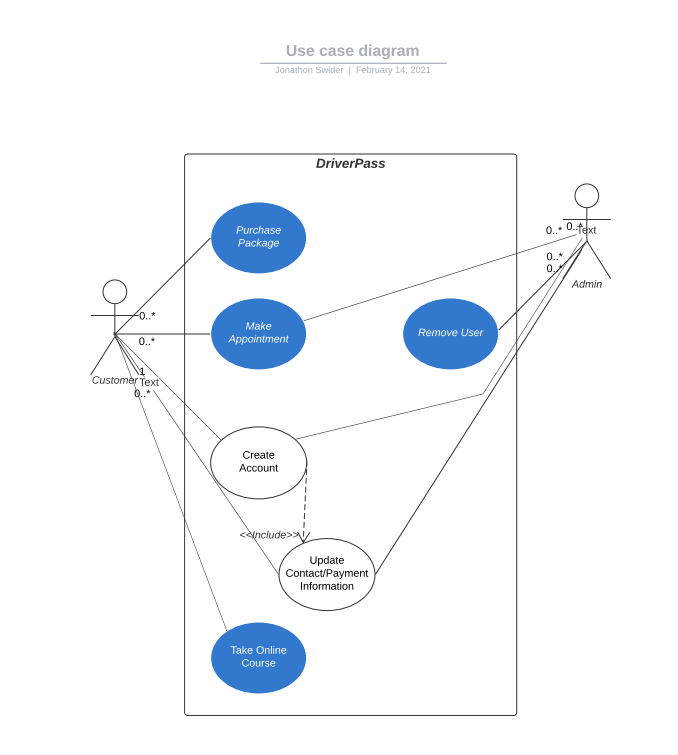 Use case diagram
Jonathon Swider | February 14, 2021
DriverPass
Purchase
Package
0..*
0..*
Text
0..*
0..*
Admin
Make
Appointment
Remove User
0..*
0..*
1
Customer
Text
0..*
Create
Account
<<Include>>
Update
Contact/Payment
Information
Take Online
Course